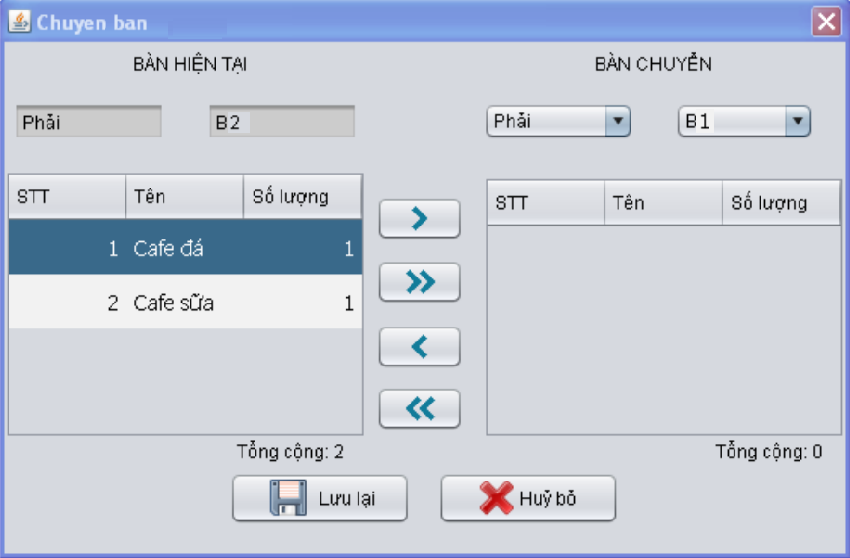 Chuyen ban
BÀN HIỆN TẠI
BÀN CHUYỂN
Phải B2
Phải B1
STT Tên Số lượng
1 Cafe đá 1
2 Cafe sữa 1
Tổng cộng: 2
STT Tên Số lượng
Tổng cộng: 0
Lưu lại
Huỷ bỏ